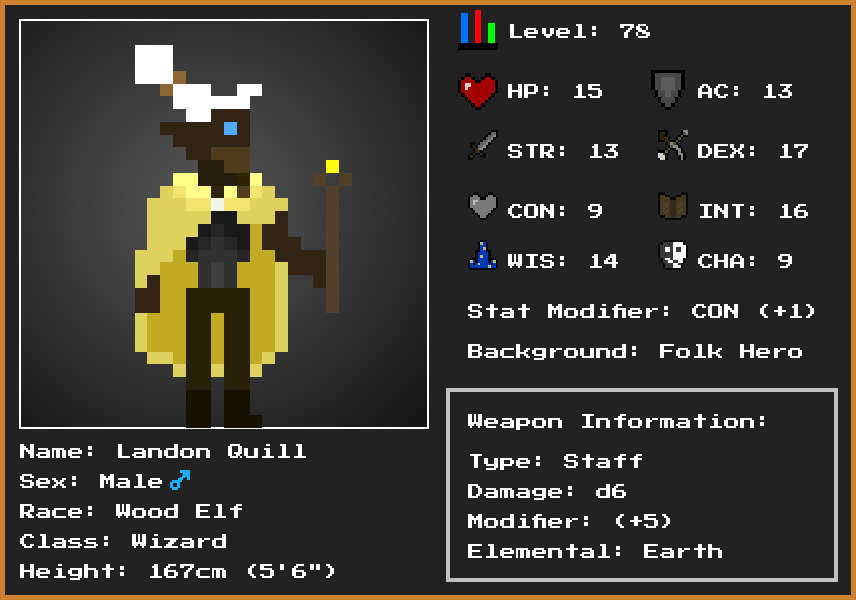 Level: 78
HP: 15 AC: 13
STR: 13 DEX: 17
CON: 9 INT: 16
WIS: 14 CHA: 9
Stat Modifier: CON (+1)
Background: Folk Hero
Weapon Information:
Type: Staff
Damage: d6
Modifier: (+5)
Elemental: Earth
Name: Landon Quill
Sex: Male ♂
Race: Wood Elf
Class: Wizard
Height: 167cm (5'6")